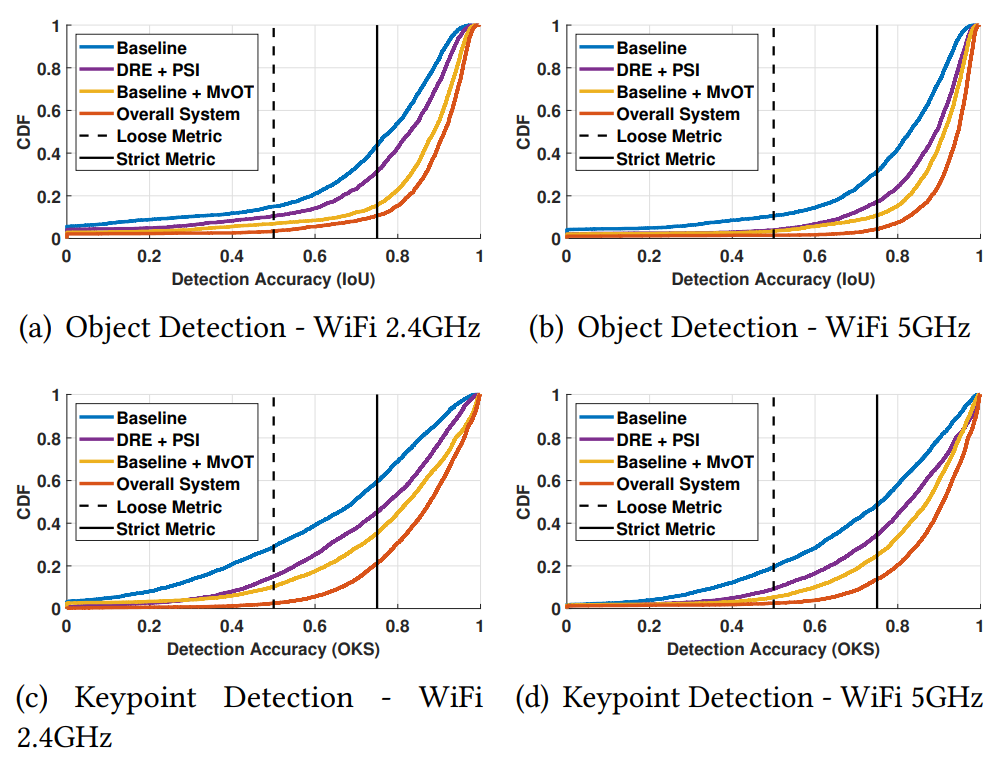 1
0.8
0.6
0.4
0.2
0
CDF
Baseline
DRE + PSI
Baseline + MvOT
Overall System
Loose Metric
Strict Metric
0 0.2 0.4 0.6 0.8 1
Detection Accuracy (IoU)
(a) Object Detection - WiFi 2.4GHz
1
0.8
0.6
0.4
0.2
0
CDF
Baseline
DRE + PSI
Baseline + MvOT
Overall System
Loose Metric
Strict Metric
0 0.2 0.4 0.6 0.8 1
Detection Accuracy (IoU)
(b) Object Detection - WiFi 5GHz
1
0.8
0.6
0.4
0.2
0
CDF
Baseline
DRE + PSI
Baseline + MvOT
Overall System
Loose Metric
Strict Metric
0 0.2 0.4 0.6 0.8 1
Detection Accuracy (OKS)
(c) Keypoint Detection - WiFi
2.4GHz
1
0.8
0.6
0.4
0.2
0
CDF
Baseline
DRE + PSI
Baseline + MvOT
Overall System
Loose Metric
Strict Metric
0 0.2 0.4 0.6 0.8 1
Detection Accuracy (OKS)
(d) Keypoint Detection - WiFi 5GHz